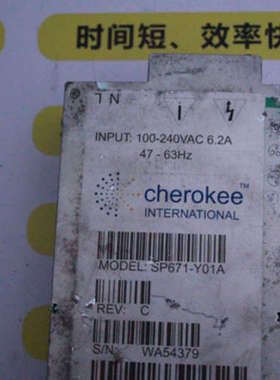 时间短、效率快
N L
INPUT: 100-240VAC 6.2A
47 - 63Hz
cherokee™
INTERNATIONAL
MODEL: SP671-Y01A
REV: C
S/N: WA54379